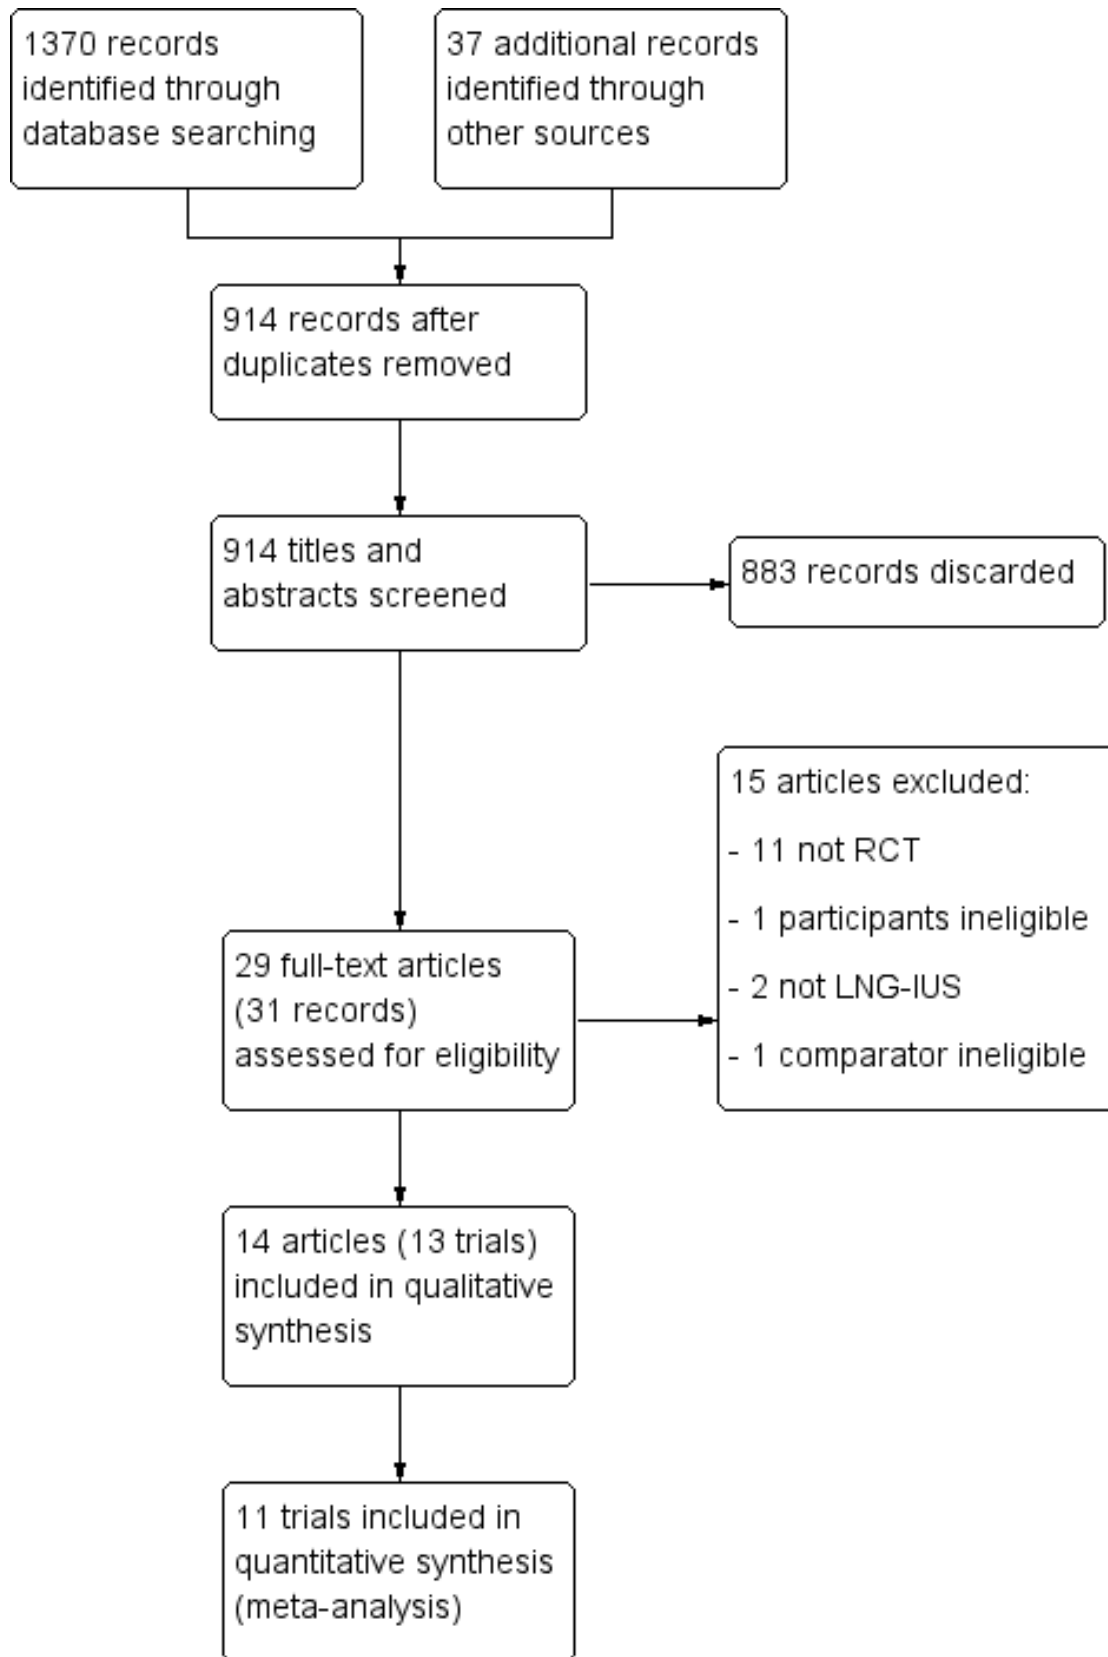 1370 records
identified through
database searching
37 additional records
identified through
other sources
914 records after
duplicates removed
914 titles and
abstracts screened
883 records discarded
29 full-text articles
(31 records)
assessed for eligibility
15 articles excluded:
- 11 not RCT
- 1 participants ineligible
- 2 not LNG-IUS
- 1 comparator ineligible
14 articles (13 trials)
included in qualitative
synthesis
11 trials included in
quantitative synthesis
(meta-analysis)